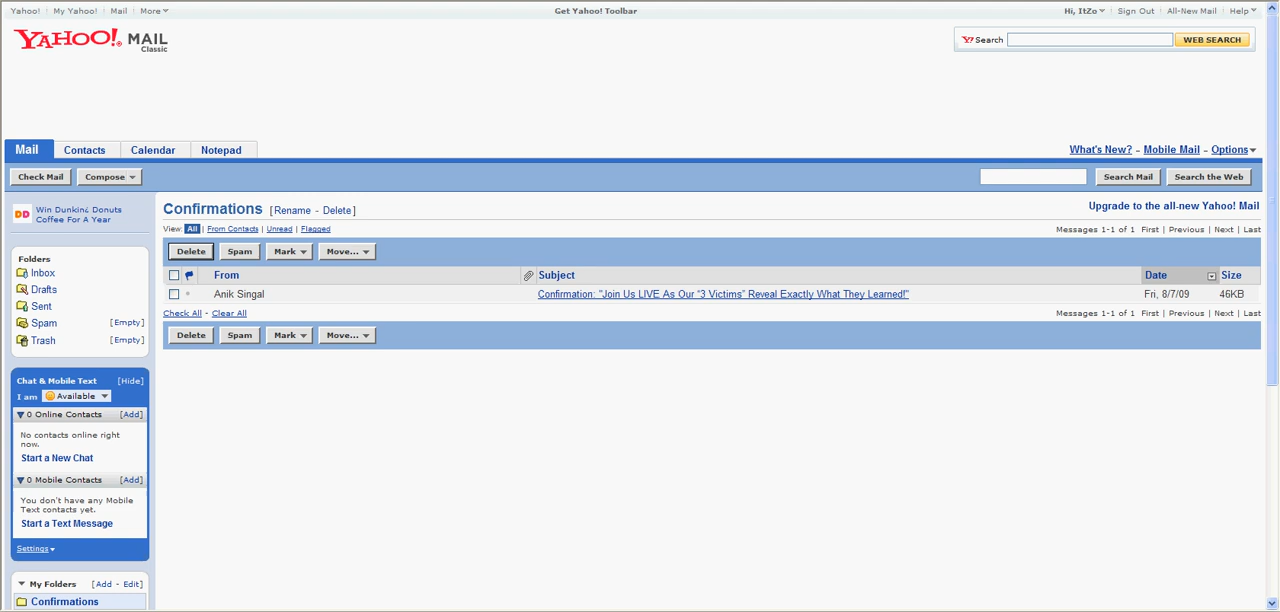 Yahoo! My Yahoo! Mail More
Get Yahoo! Toolbar
Hi, ItZo Sign Out All-New Mail Help
YAHOO! MAIL
Classic
Y! Search WEB SEARCH
Mail Contacts Calendar Notepad
What's New? - Mobile Mail - Options
Check Mail Compose
Search Mail Search the Web
DD
Win Dunkin¿ Donuts
Coffee For A Year
Folders
Inbox
Drafts
Sent
Spam [Empty]
Trash [Empty]
Chat & Mobile Text [Hide]
I am Available
0 Online Contacts [Add]
No contacts online right
now.
Start a New Chat
0 Mobile Contacts [Add]
You don't have any Mobile
Text contacts yet.
Start a Text Message
Settings
My Folders [Add - Edit]
Confirmations
Confirmations [Rename - Delete]
Upgrade to the all-new Yahoo! Mail
View: All | From Contacts | Unread | Flagged
Messages 1-1 of 1 First | Previous | Next | Last
Delete Spam Mark Move...
From Subject Date Size
Anik Singal Confirmation: "Join Us LIVE As Our "3 Victims" Reveal Exactly What They Learned!" Fri, 8/7/09 46KB
Check All - Clear All
Messages 1-1 of 1 First | Previous | Next | Last
Delete Spam Mark Move...